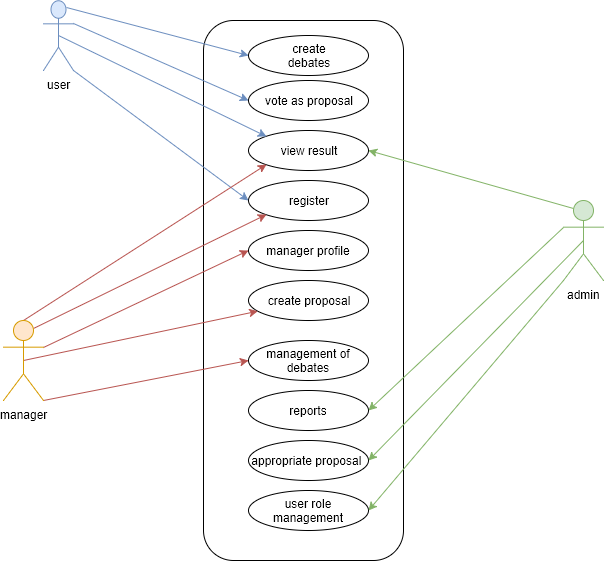 create
debates
user
vote as proposal
view result
register
manager profile
admin
create proposal
management of
debates
manager
reports
appropriate proposal
user role
management